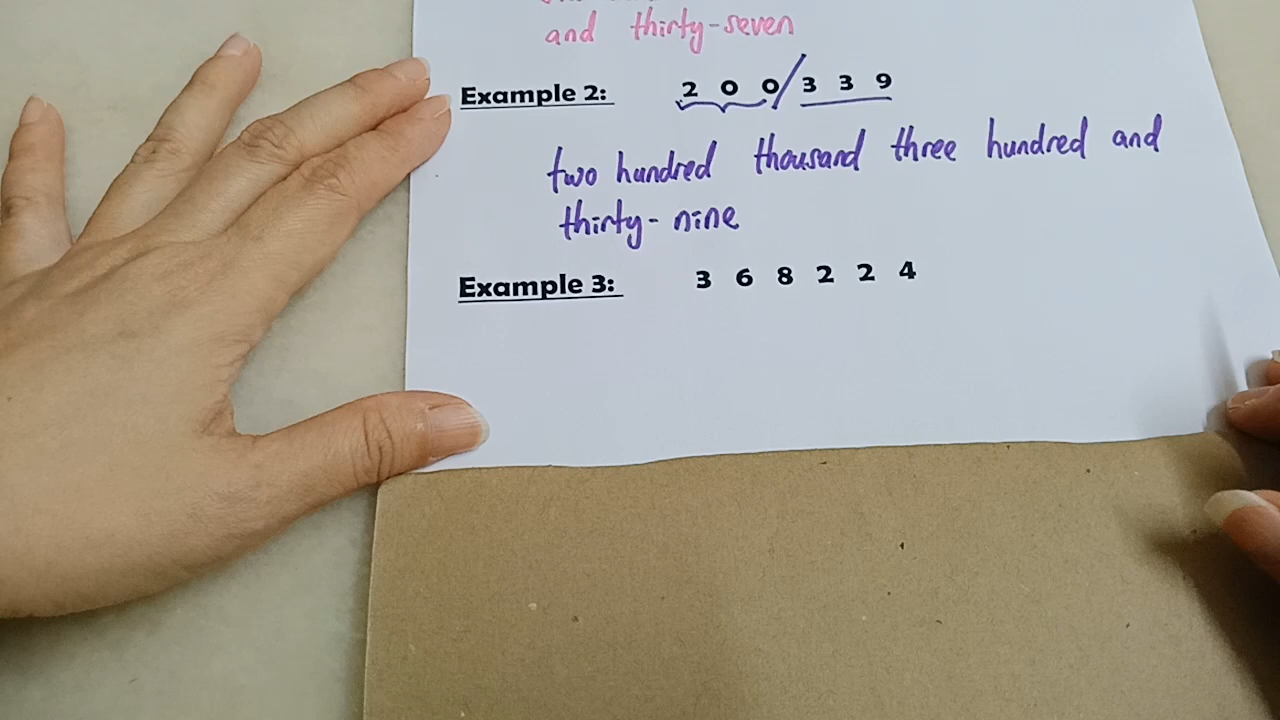 and thirty-seven
Example 2: 2 0 0 / 3 3 9
two hundred thousand three hundred and
thirty-nine
Example 3: 3 6 8 2 2 4